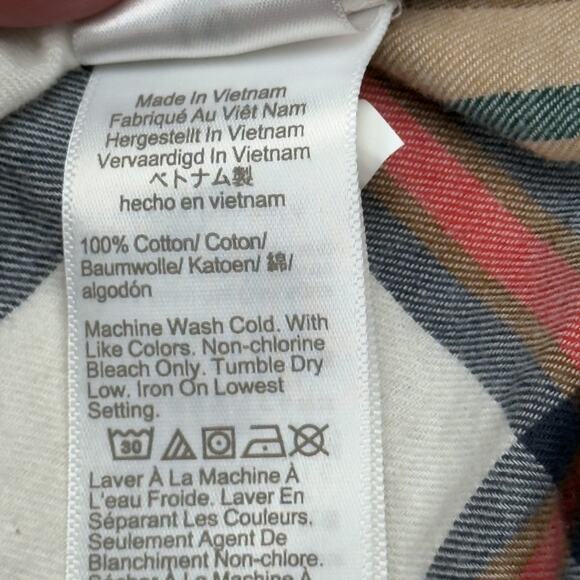 Made In Vietnam
Fabriqué Au Viêt Nam
Hergestellt In Vietnam
Vervaardigd In Vietnam
ベトナム製
hecho en vietnam
100% Cotton/ Coton/
Baumwolle/ Katoen/ 綿/
algodón
Machine Wash Cold. With
Like Colors. Non-chlorine
Bleach Only. Tumble Dry
Low. Iron On Lowest
Setting.
30
Laver À La Machine À
L'eau Froide. Laver En
Séparant Les Couleurs.
Seulement Agent De
Blanchiment Non-chlore.
Sécher À La Machine À